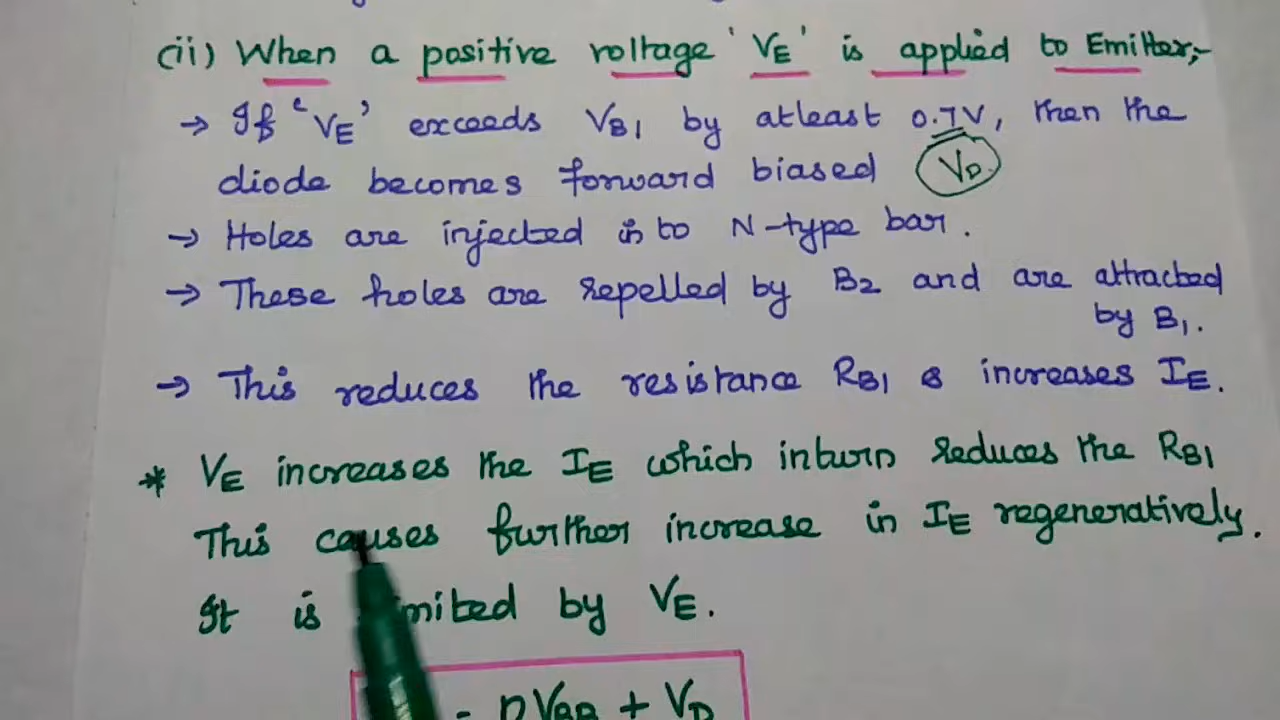 (ii) When a positive voltage 'VE' is applied to Emitter,-
→ If 'VE' exceeds VB1 by atleast 0.7V, then the
diode becomes forward biased VD
→ Holes are injected in to N-type bar.
→ These holes are repelled by B2 and are attracted
by B1.
→ This reduces the resistance RB1 & increases IE.
* VE increases the IE which inturn reduces the RB1
This causes further increase in IE regeneratively.
It is by VE.
VBB + VD